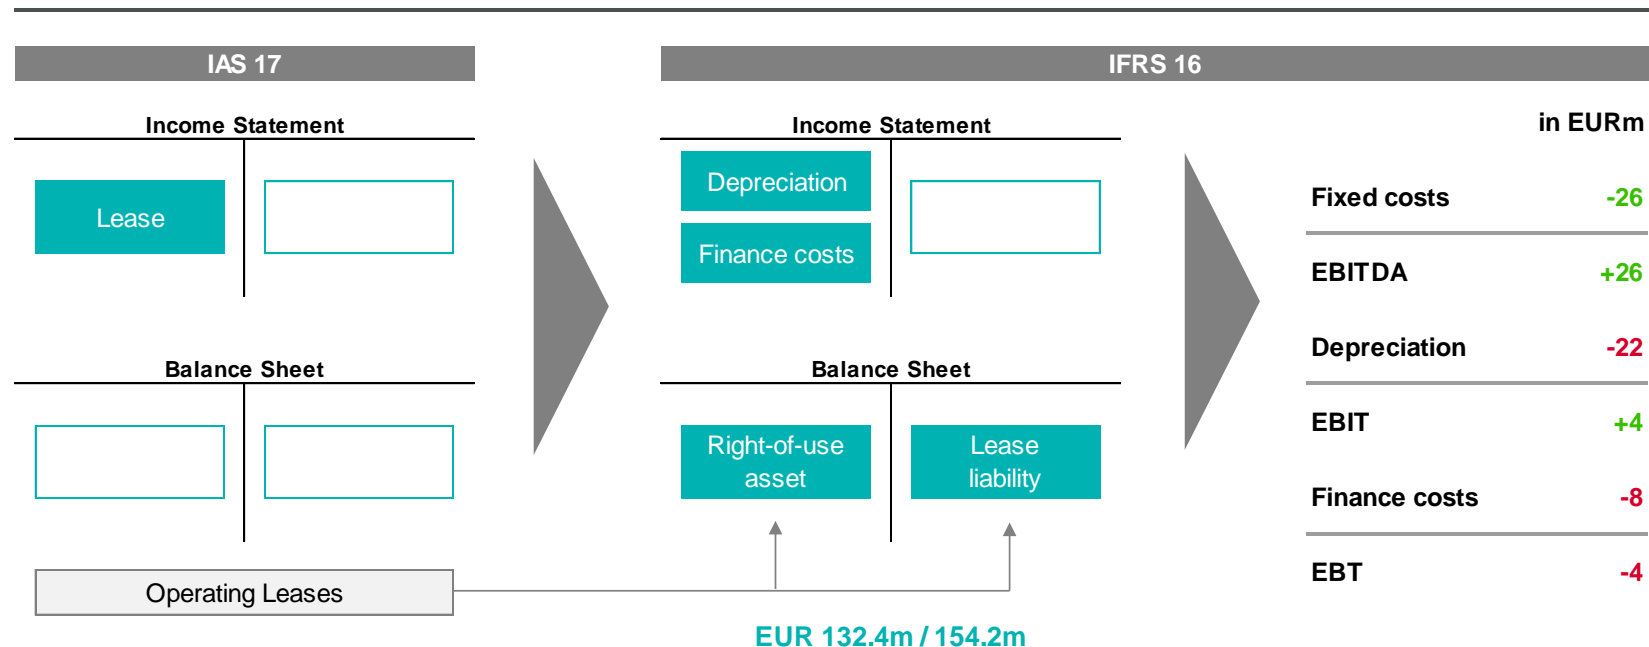 IAS 17
Income Statement
Lease
Balance Sheet
Operating Leases
IFRS 16
Income Statement
Depreciation
Finance costs
Balance Sheet
Right-of-use
asset
Lease
liability
EUR 132.4m / 154.2m
in EURm
Fixed costs -26
EBITDA +26
Depreciation -22
EBIT +4
Finance costs -8
EBT -4